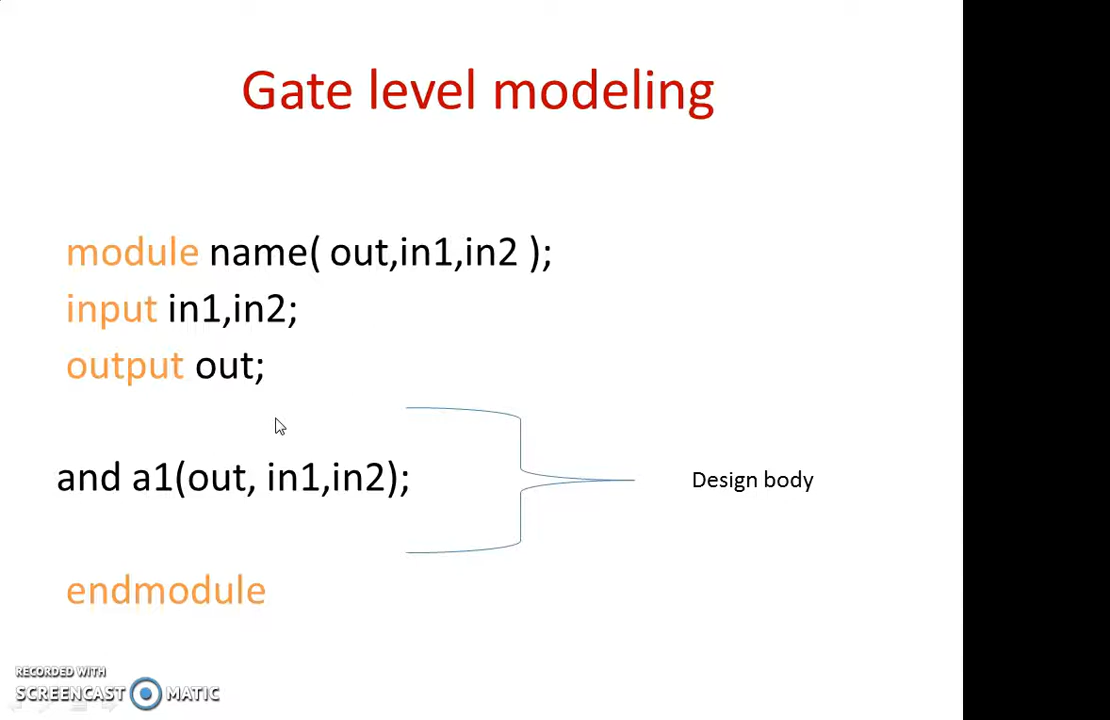 Gate level modeling
module name( out,in1,in2 );
input in1,in2;
output out;
and a1(out, in1,in2);
Design body
endmodule
RECORDED WITH
SCREENCAST MATIC